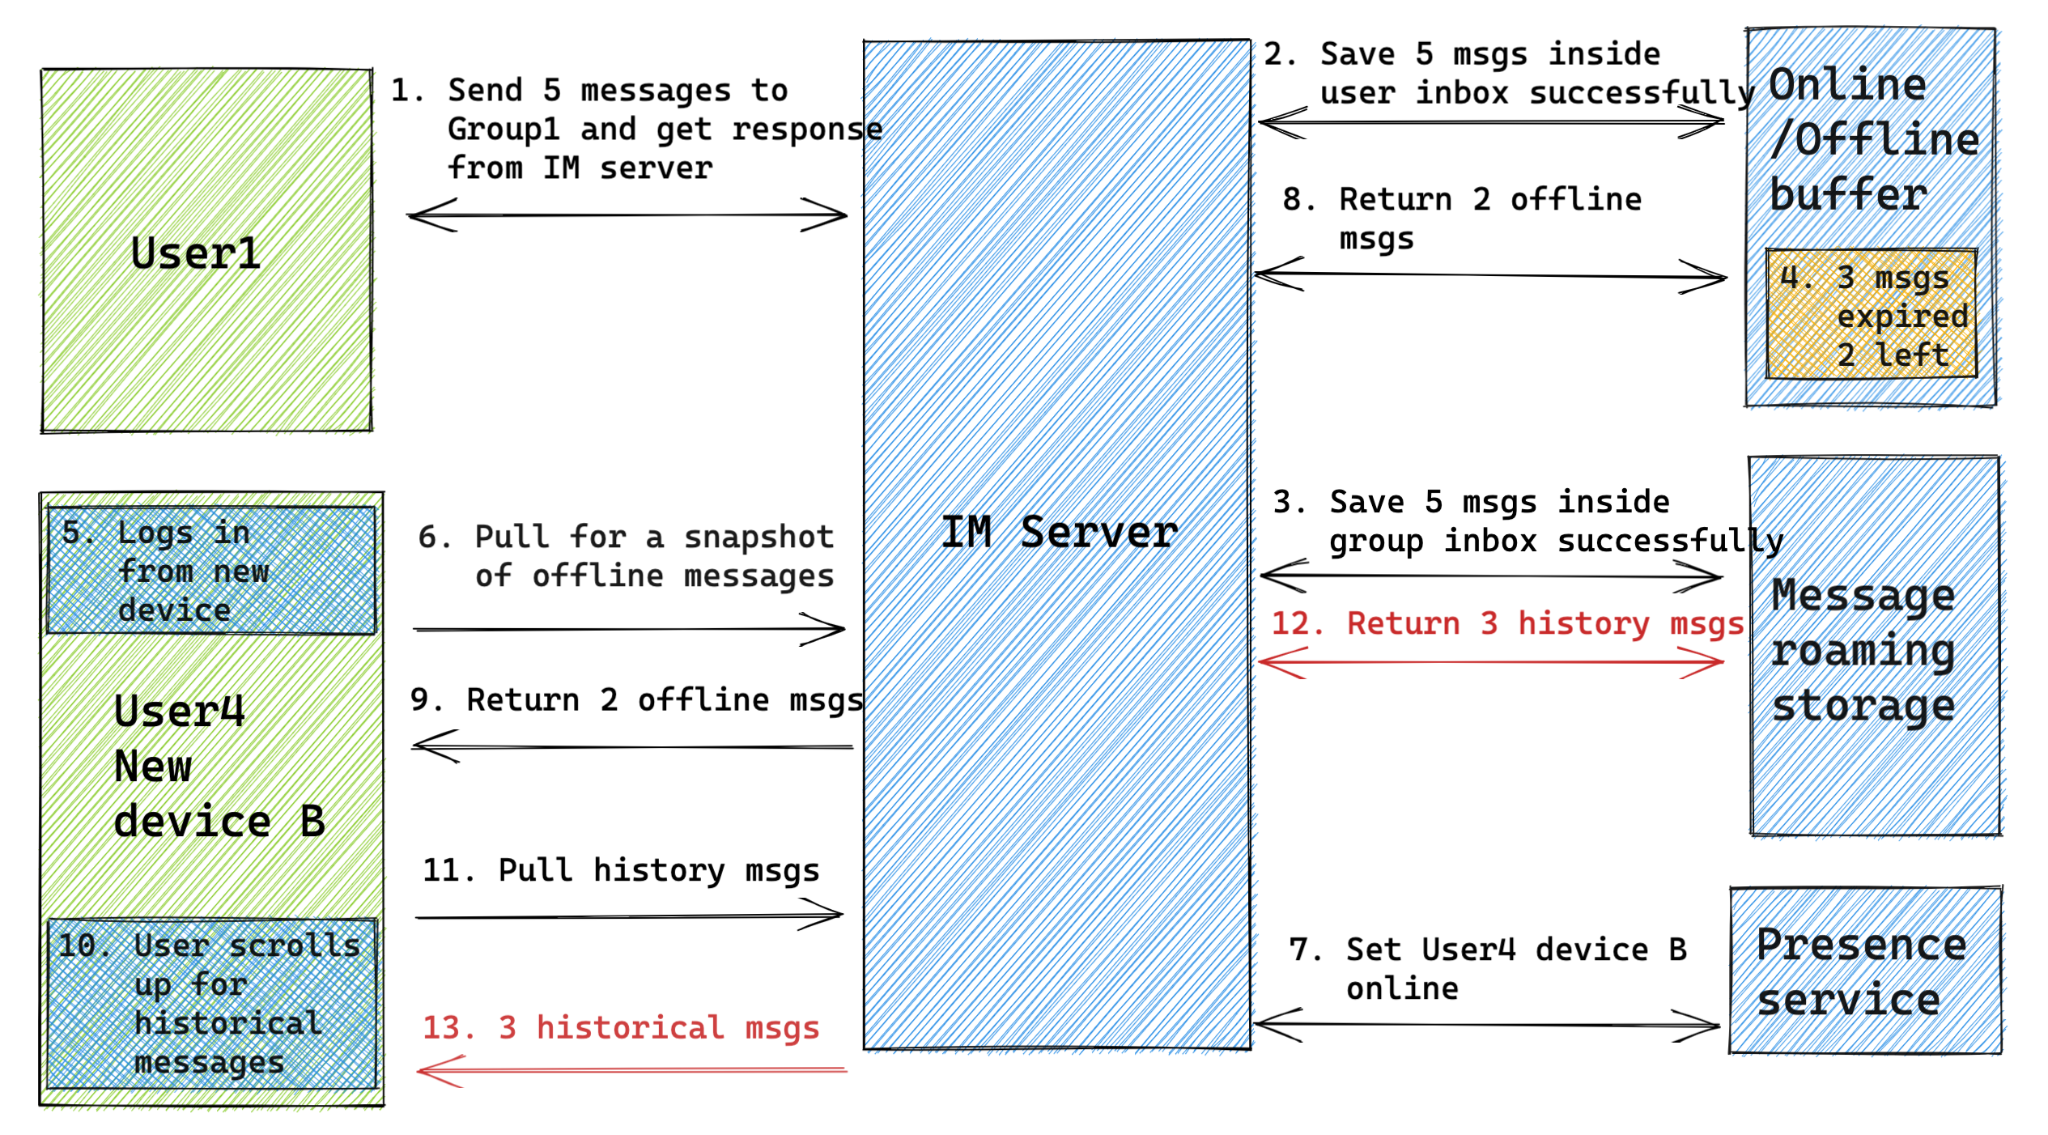 1. Send 5 messages to
Group1 and get response
from IM server
User1
2. Save 5 msgs inside
user inbox successfully
Online
/Offline
buffer
8. Return 2 offline
msgs
4. 3 msgs
expired
2 left
5. Logs in
from new
device
6. Pull for a snapshot
of offline messages
IM Server
3. Save 5 msgs inside
group inbox successfully
12. Return 3 history msgs
Message
roaming
storage
User4
New
device B
9. Return 2 offline msgs
11. Pull history msgs
10. User scrolls
up for
historical
messages
13. 3 historical msgs
7. Set User4 device B
online
Presence
service